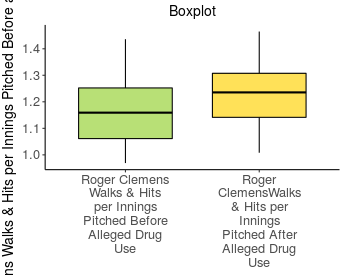 Boxplot
ns Walks & Hits per Innings Pitched Before a
1.4
1.3
1.2
1.1
1.0
Roger Clemens
Walks & Hits
per Innings
Pitched Before
Alleged Drug
Use
Roger
ClemensWalks
& Hits per
Innings
Pitched After
Alleged Drug
Use